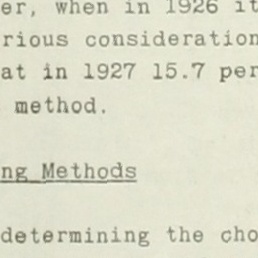 er, when in 1926 it
rious consideration
at in 1927 15.7 per
method.
ng Methods
determining the cho